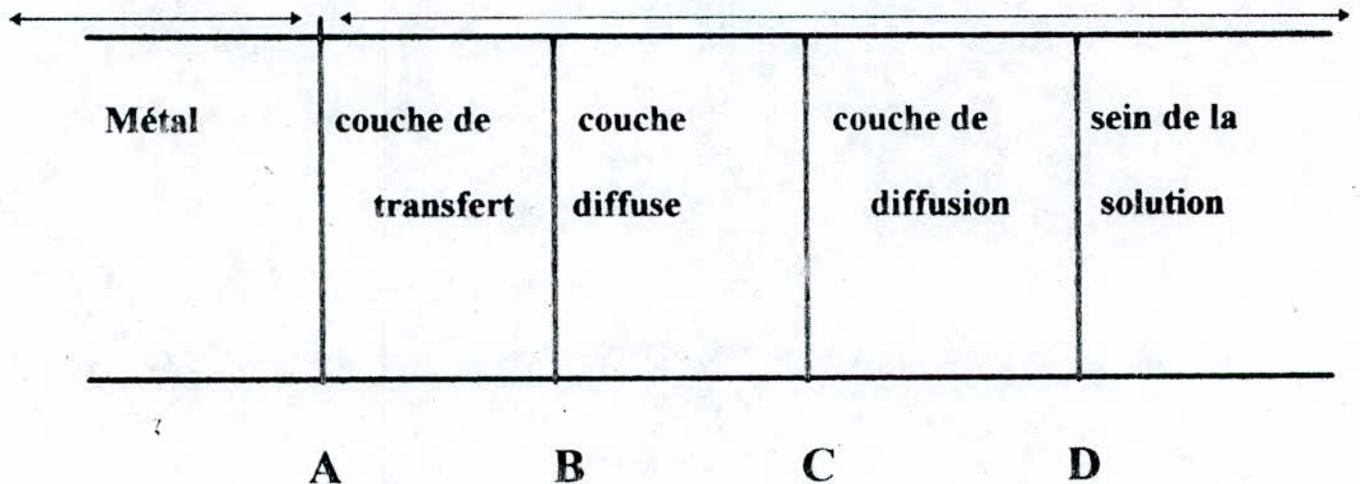 Métal couche de couche couche de sein de la
transfert diffuse diffusion solution
A B C D